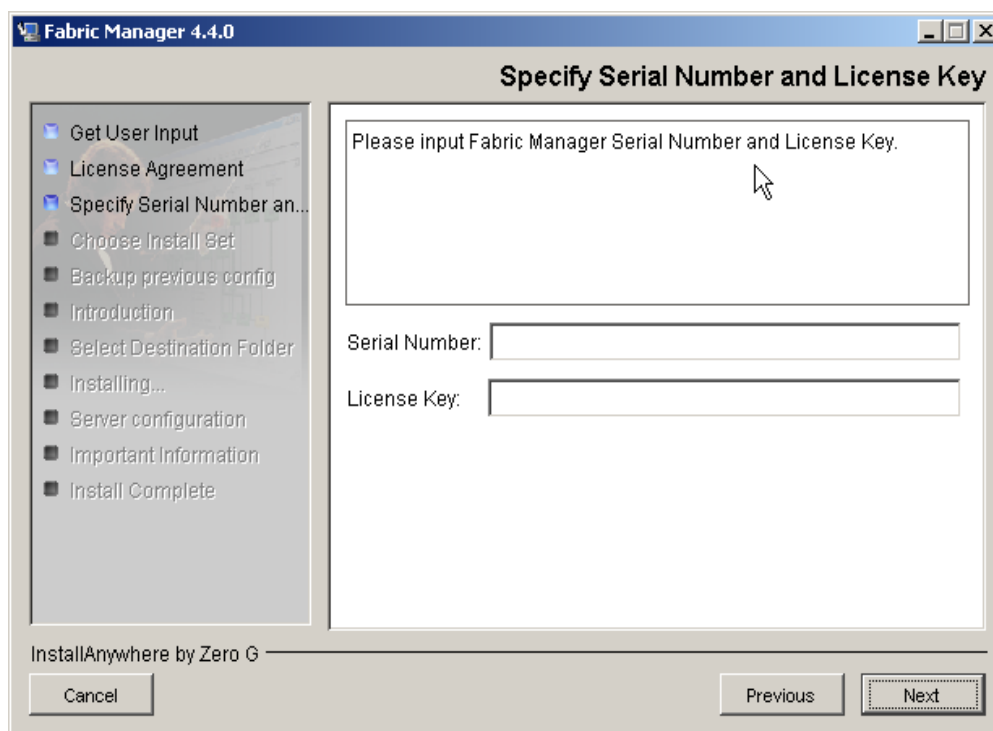 Fabric Manager 4.4.0
Specify Serial Number and License Key
Get User Input
License Agreement
Specify Serial Number an...
Choose Install Set
Backup previous config
Introduction
Select Destination Folder
Installing...
Server configuration
Important Information
Install Complete
Please input Fabric Manager Serial Number and License Key.
Serial Number:
License Key:
InstallAnywhere by Zero G
Cancel
Previous
Next